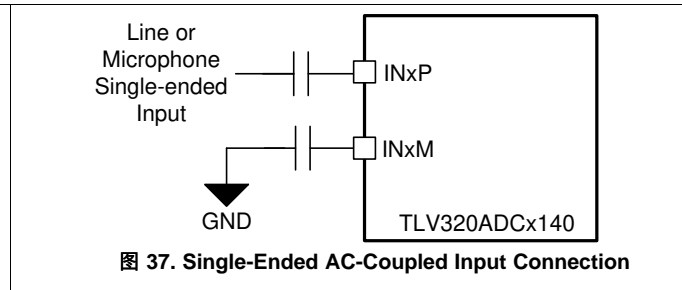 Line or
Microphone
Single-ended
Input
INxP
INxM
GND
TLV320ADCx140
图 37. Single-Ended AC-Coupled Input Connection